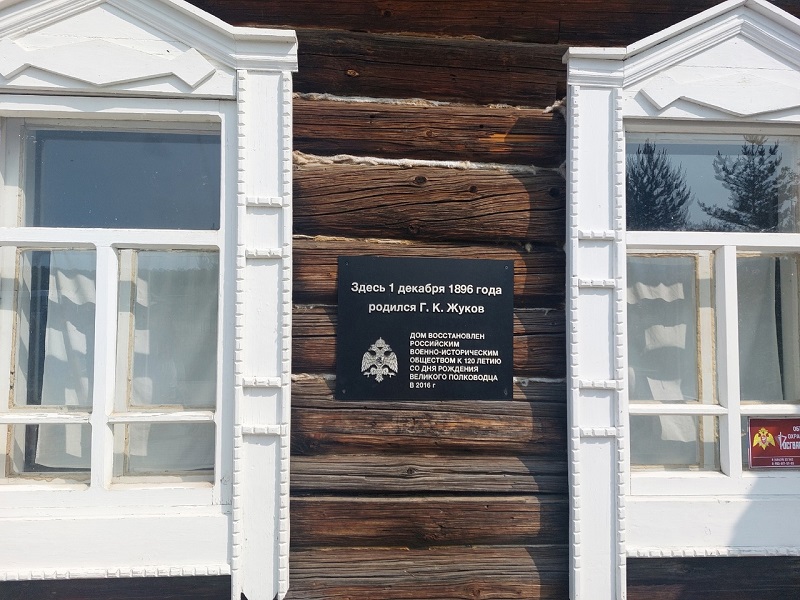 Здесь 1 декабря 1896 года
родился Г. К. Жуков
ДОМ ВОССТАНОВЛЕН
РОССИЙСКИМ
ВОЕННО-ИСТОРИЧЕСКИМ
ОБЩЕСТВОМ К 120 ЛЕТИЮ
СО ДНЯ РОЖДЕНИЯ
ВЕЛИКОГО ПОЛКОВОДЦА
В 2016 г